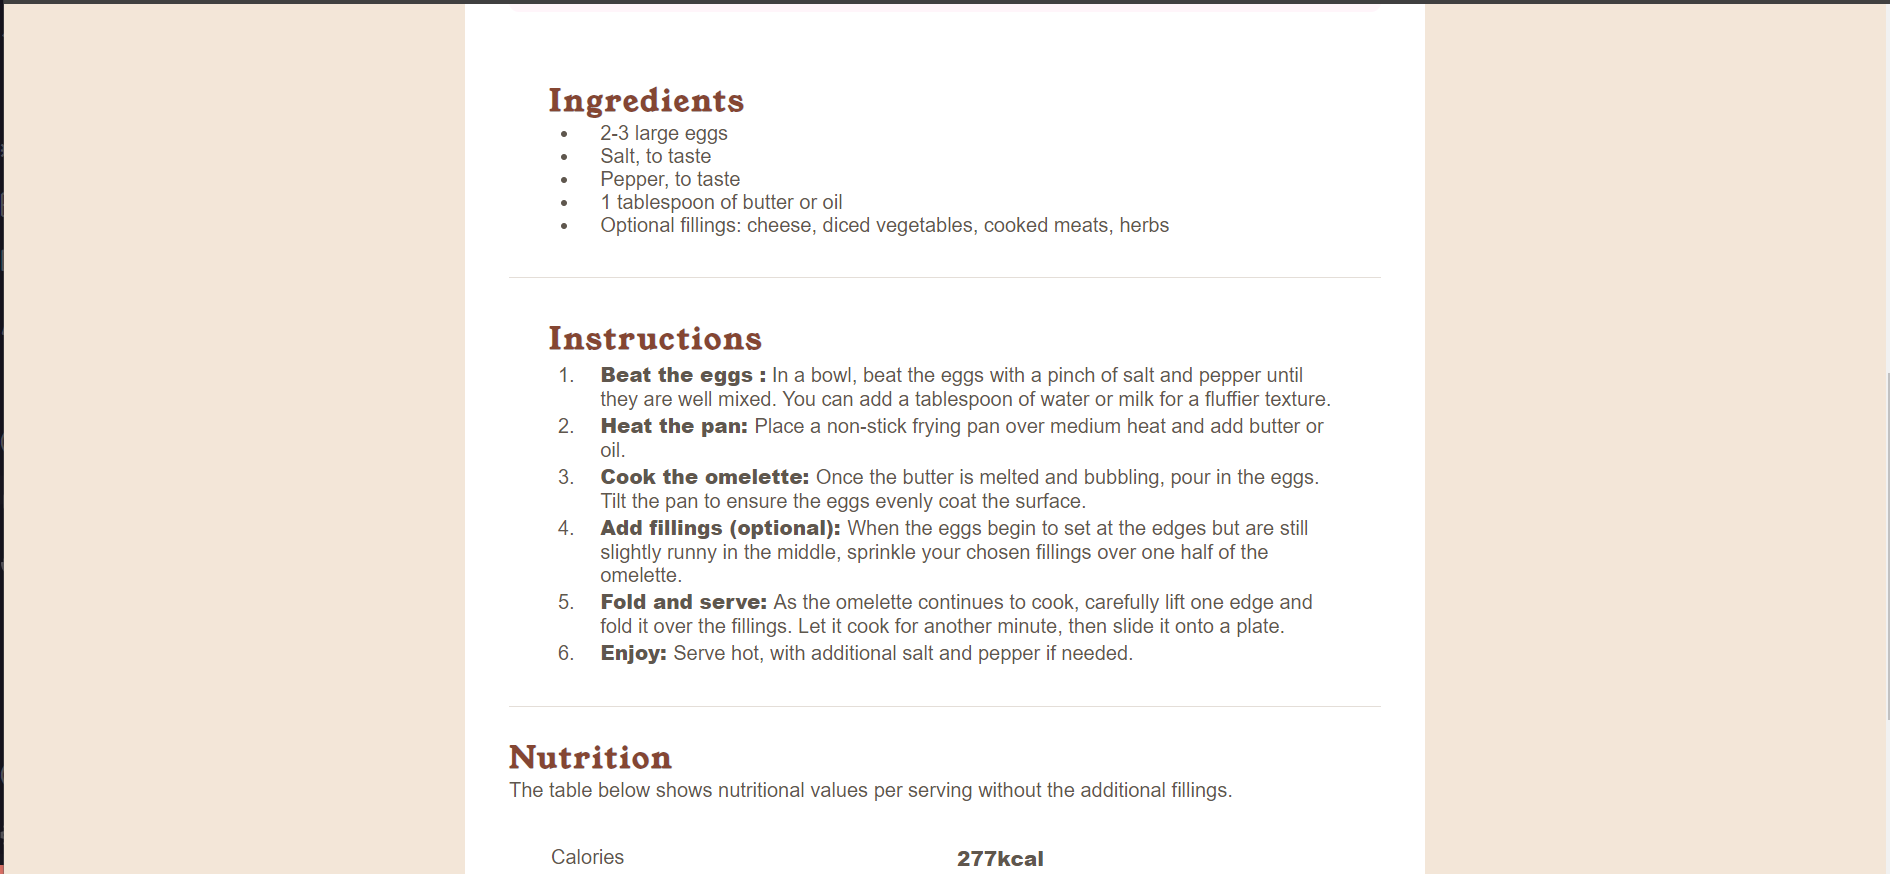 Ingredients
• 2-3 large eggs
• Salt, to taste
• Pepper, to taste
• 1 tablespoon of butter or oil
• Optional fillings: cheese, diced vegetables, cooked meats, herbs
Instructions
1. Beat the eggs : In a bowl, beat the eggs with a pinch of salt and pepper until
they are well mixed. You can add a tablespoon of water or milk for a fluffier texture.
2. Heat the pan: Place a non-stick frying pan over medium heat and add butter or
oil.
3. Cook the omelette: Once the butter is melted and bubbling, pour in the eggs.
Tilt the pan to ensure the eggs evenly coat the surface.
4. Add fillings (optional): When the eggs begin to set at the edges but are still
slightly runny in the middle, sprinkle your chosen fillings over one half of the
omelette.
5. Fold and serve: As the omelette continues to cook, carefully lift one edge and
fold it over the fillings. Let it cook for another minute, then slide it onto a plate.
6. Enjoy: Serve hot, with additional salt and pepper if needed.
Nutrition
The table below shows nutritional values per serving without the additional fillings.
Calories 277kcal